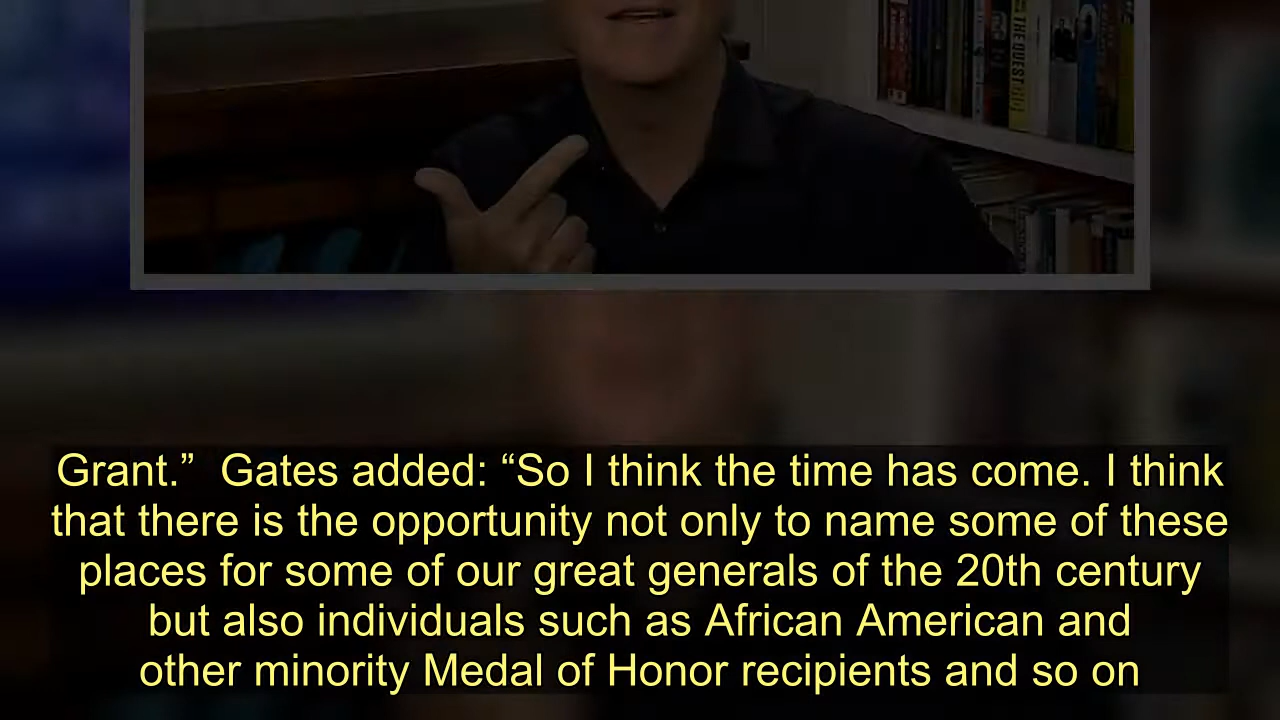 THE QUEST
Grant.”  Gates added: “So I think the time has come. I think
that there is the opportunity not only to name some of these
places for some of our great generals of the 20th century
but also individuals such as African American and
other minority Medal of Honor recipients and so on